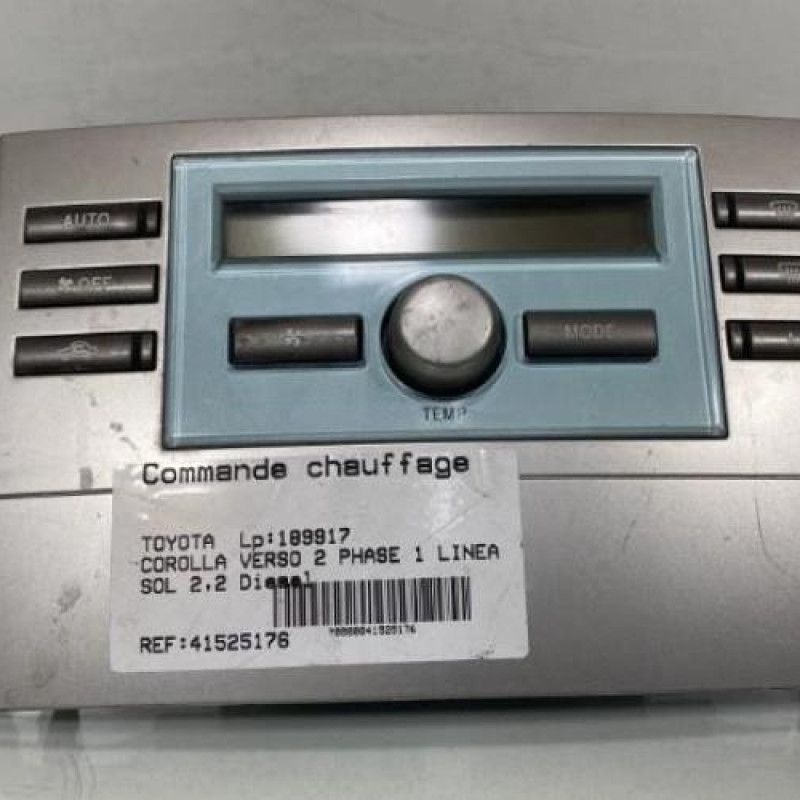 AUTO
OFF
MODE
TEMP
Commande chauffage
TOYOTA Lp:189917
COROLLA VERSO 2 PHASE 1 LINEA
SOL 2,2 Diesel
REF:41525176